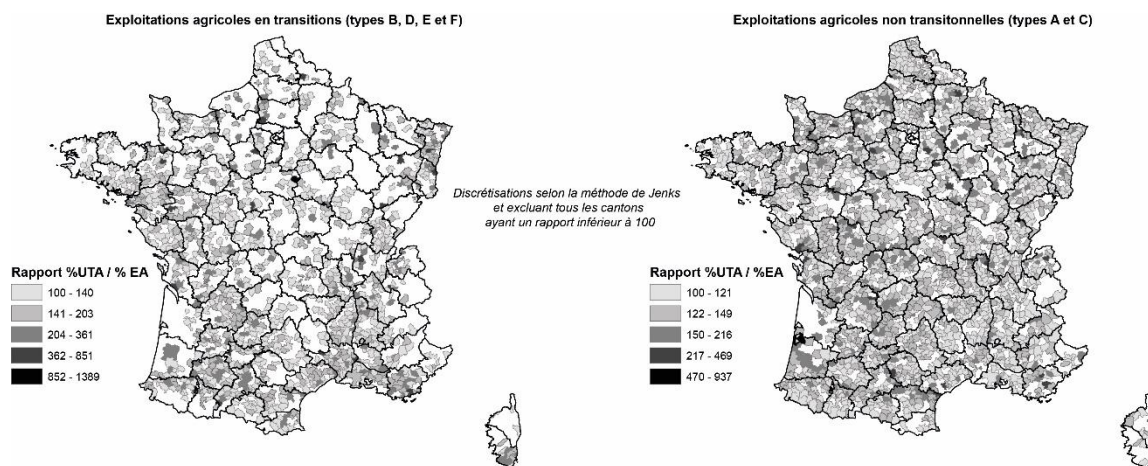 Exploitations agricoles en transitions (types B, D, E et F)
Exploitations agricoles non transitonnelles (types A et C)
Discrétisations selon la méthode de Jenks
et excluant tous les cantons
ayant un rapport inférieur à 100
Rapport %UTA / % EA
100 - 140
141 - 203
204 - 361
362 - 851
852 - 1389
Rapport %UTA / %EA
100 - 121
122 - 149
150 - 216
217 - 469
470 - 937